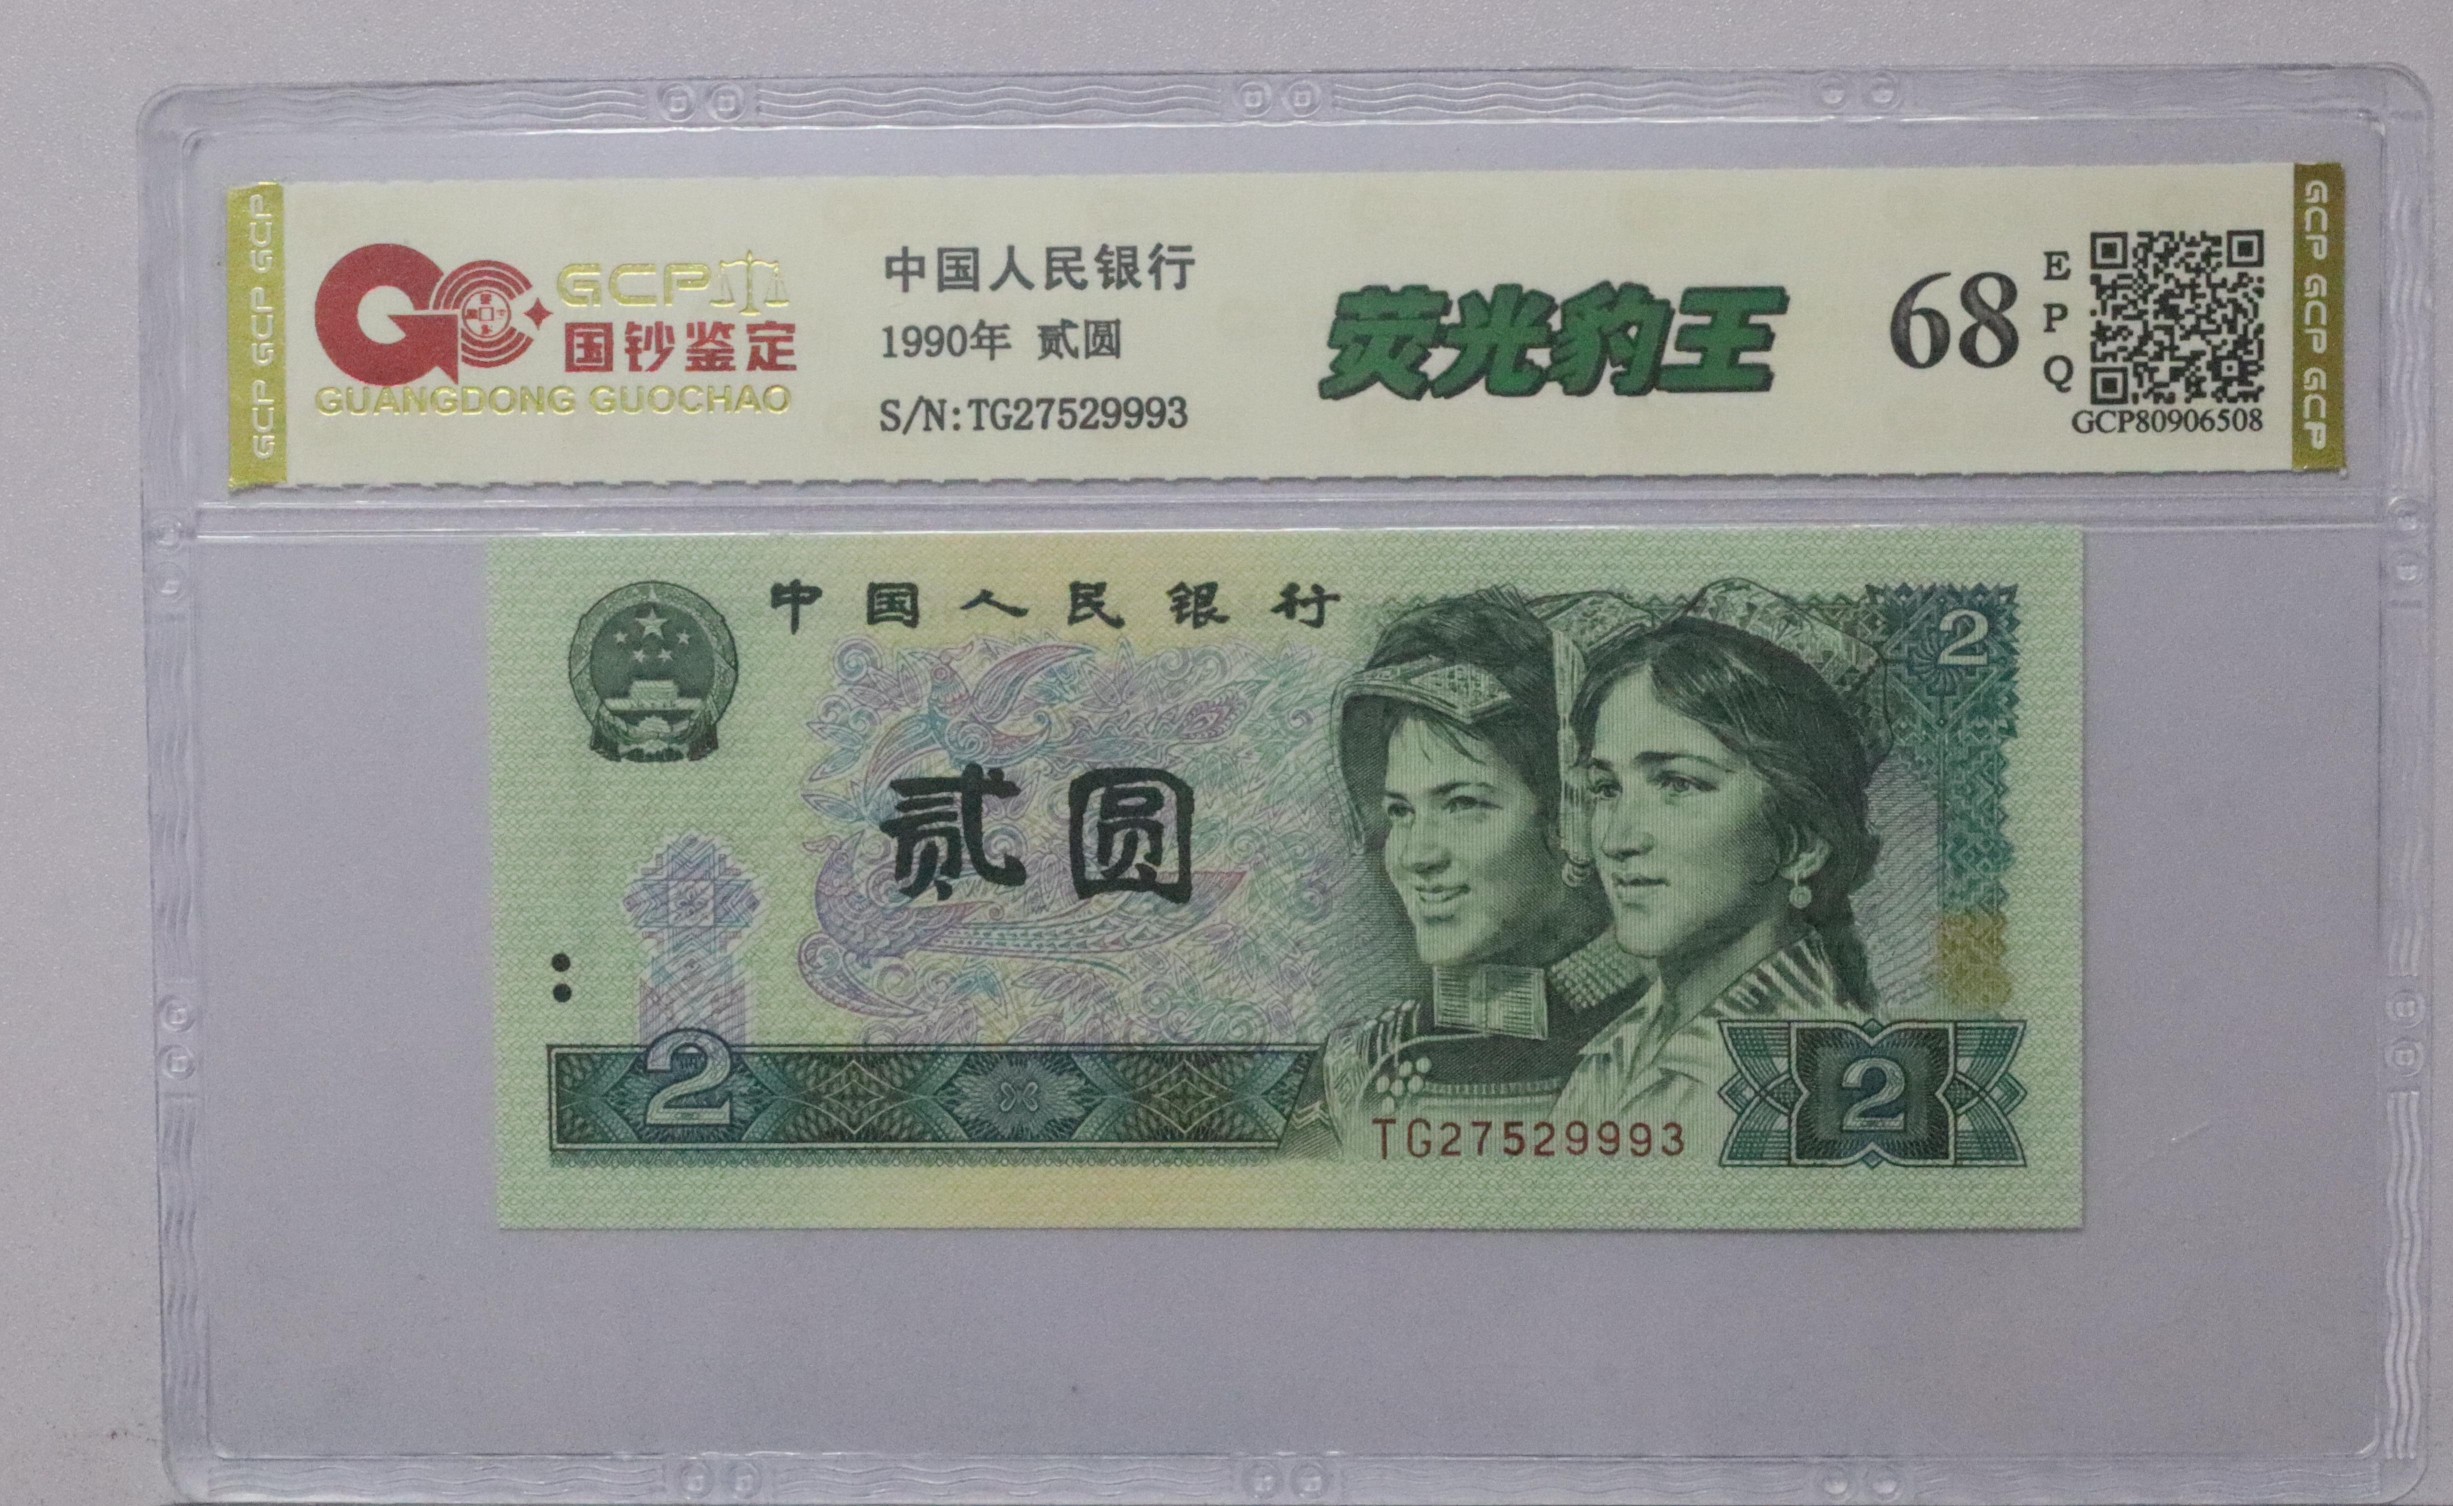 GCP GCP GCP
GCP
国钞鉴定
GUANGDONG GUOCHAO
中国人民银行
1990年 贰圆
S/N:TG27529993
荧光豹王
68
E
P
Q
GCP80906508
GCP GCP GCP
中国人民银行
2
贰圆
2
TG27529993
2